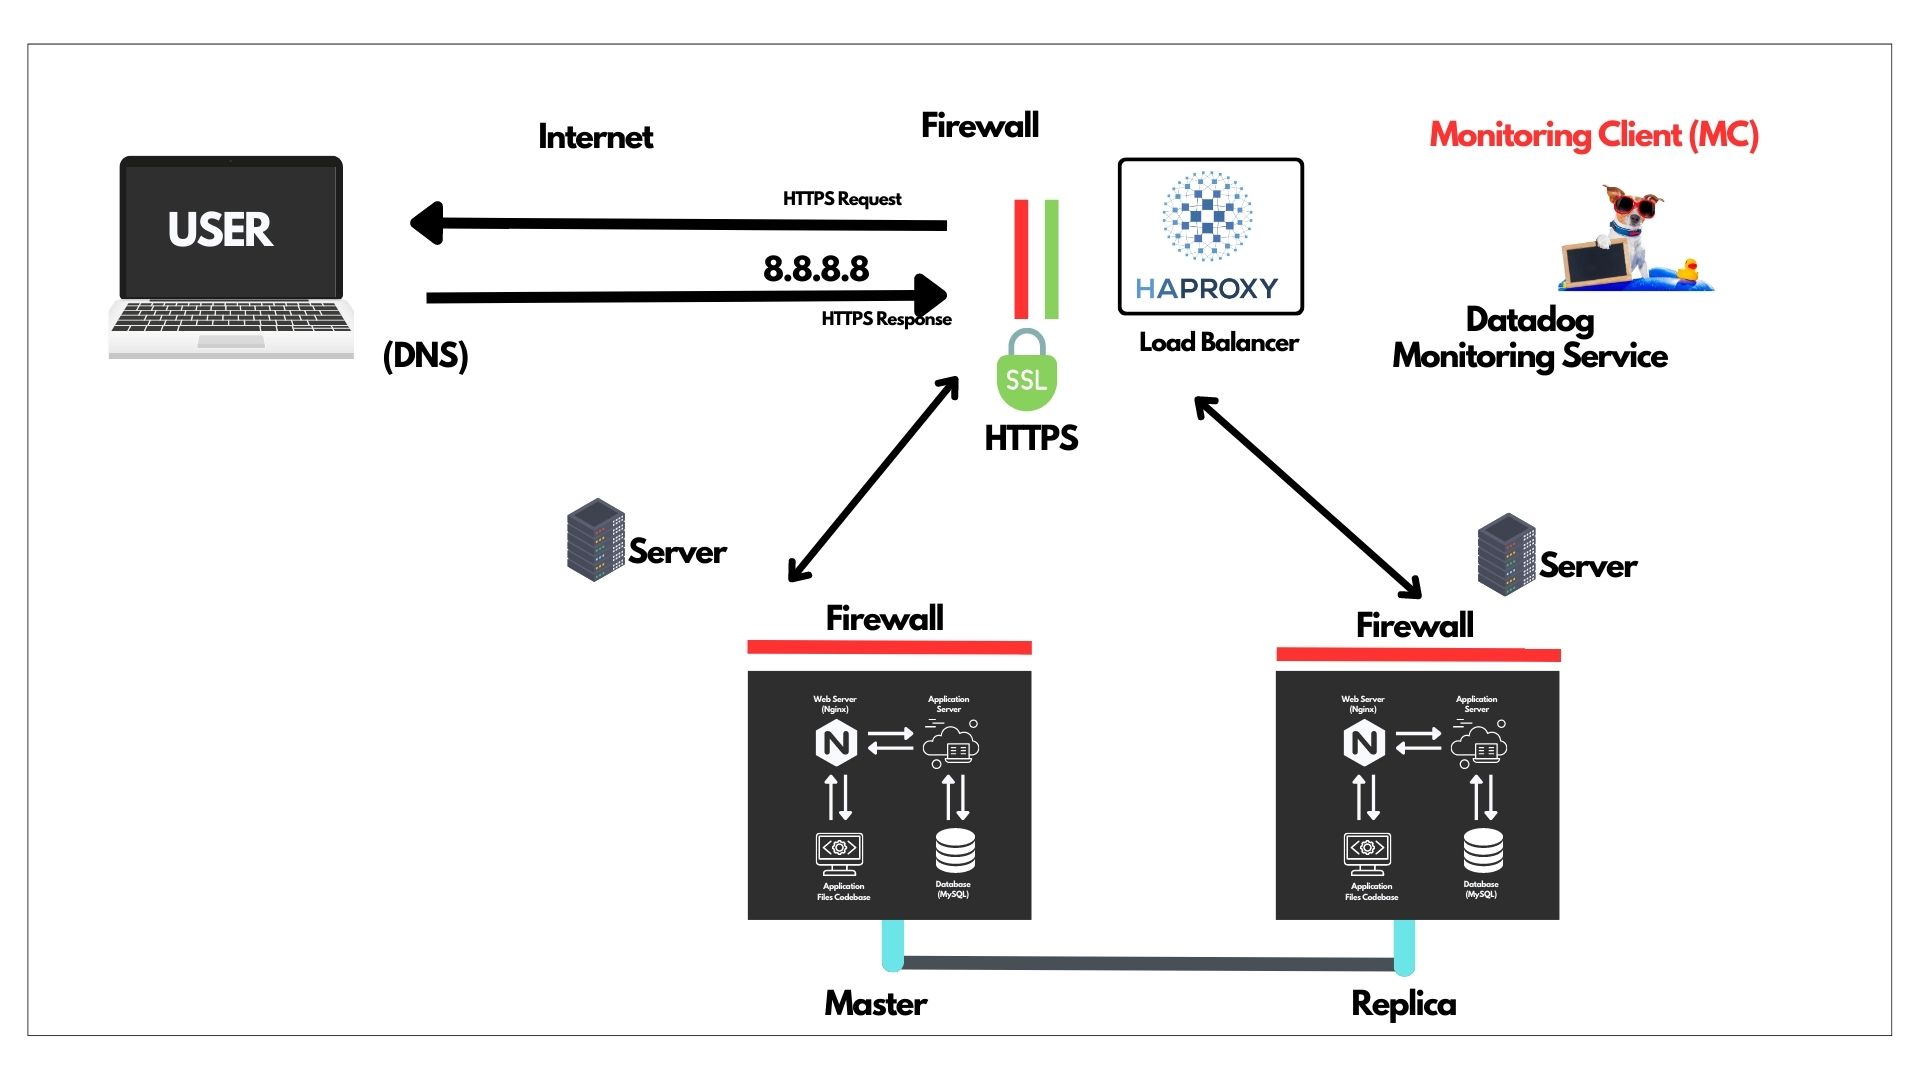 Internet
Firewall
Monitoring Client (MC)
USER
HTTPS Request
8.8.8.8
HTTPS Response
(DNS)
SSL
HTTPS
HAPROXY
Load Balancer
Datadog
Monitoring Service
Server
Server
Firewall
Firewall
Web Server
(Nginx)
Application
Server
N
Application
Files Codebase
Database
(MySQL)
Web Server
(Nginx)
Application
Server
N
Application
Files Codebase
Database
(MySQL)
Master
Replica